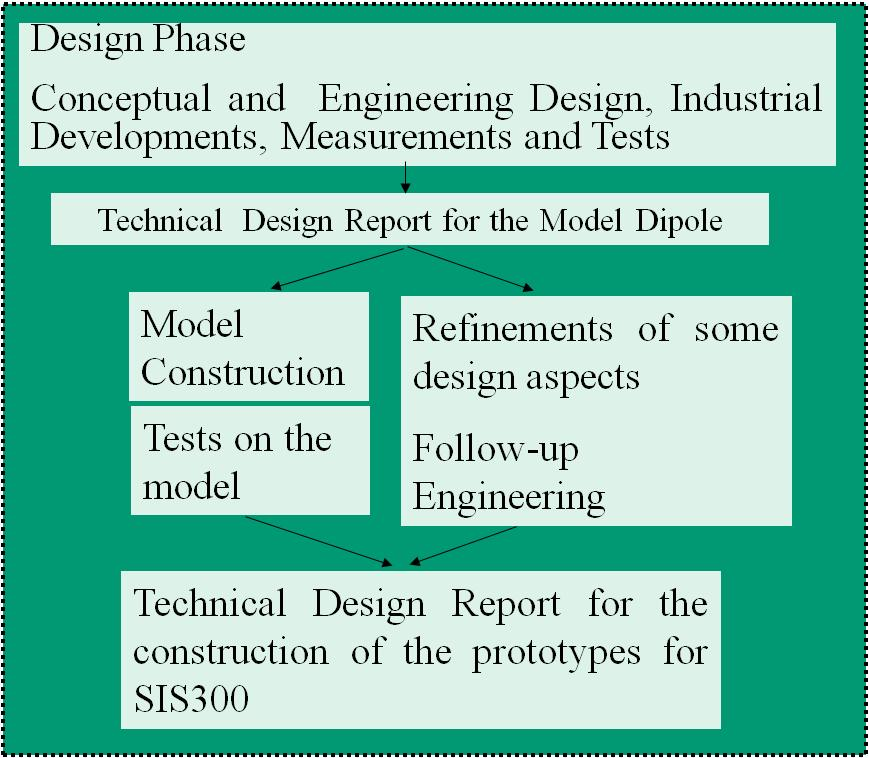 Design Phase
Conceptual and Engineering Design, Industrial
Developments, Measurements and Tests
Technical Design Report for the Model Dipole
Model
Construction
Tests on the
model
Refinements of some
design aspects
Follow-up
Engineering
Technical Design Report for the
construction of the prototypes for
SIS300